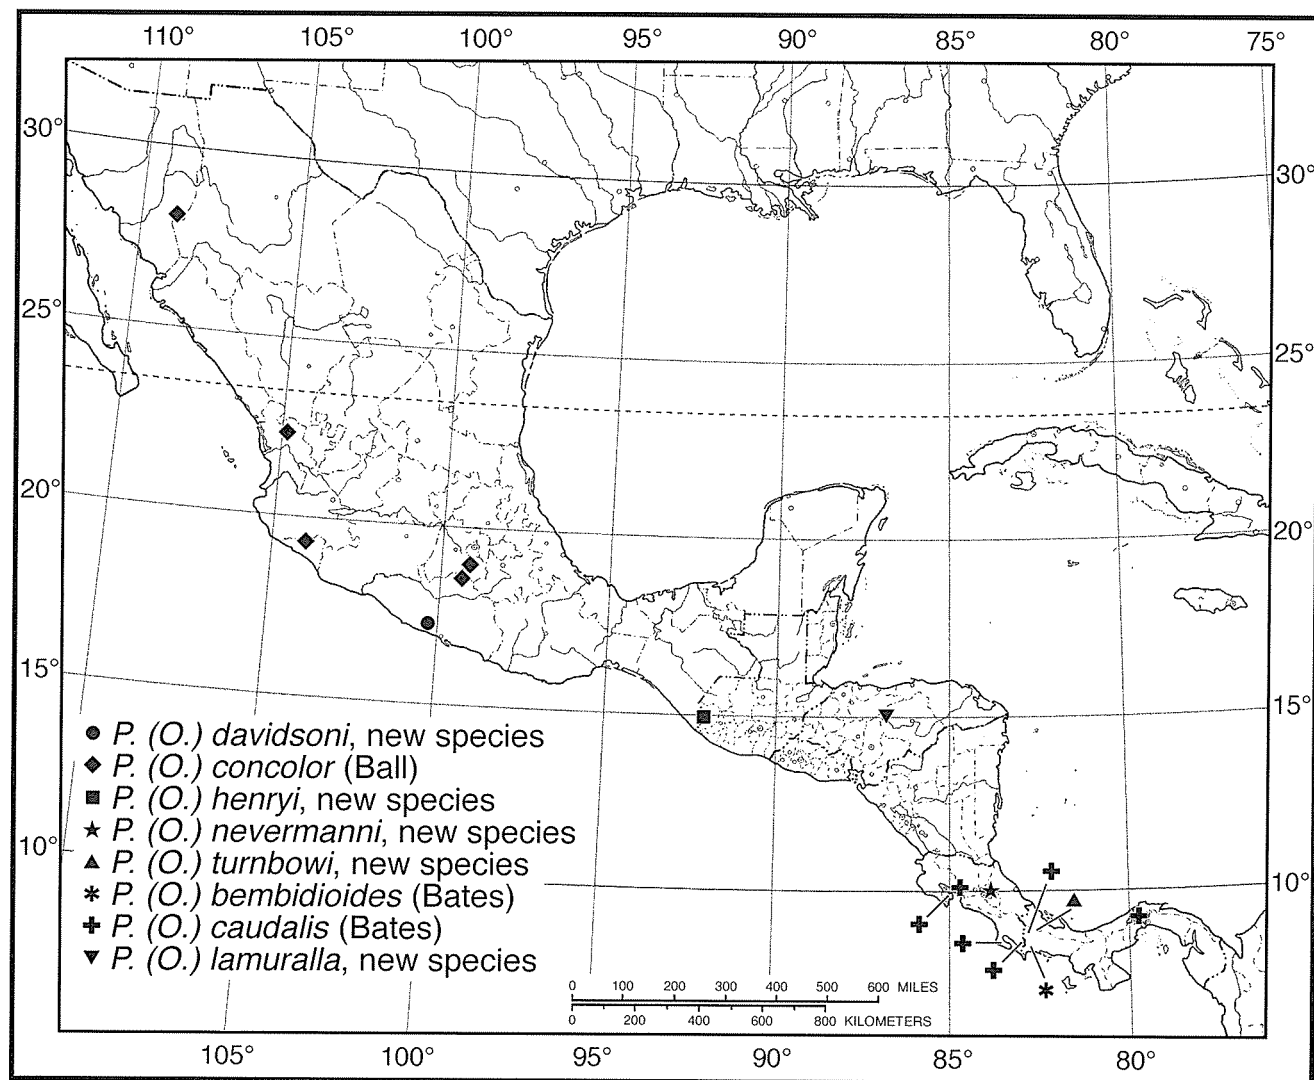 110° 105° 100° 95° 90° 85° 80° 75°
30° 30°
25° 25°
20° 20°
15° 15°
P. (O.) davidsoni, new species
P. (O.) concolor (Ball)
P. (O.) henryi, new species
P. (O.) nevermanni, new species
P. (O.) turnbowi, new species
10° 10°
P. (O.) bembidioides (Bates)
P. (O.) caudalis (Bates)
P. (O.) lamuralla, new species
0 100 200 300 400 500 600 MILES
0 200 400 600 800 KILOMETERS
105° 100° 95° 90° 85° 80°